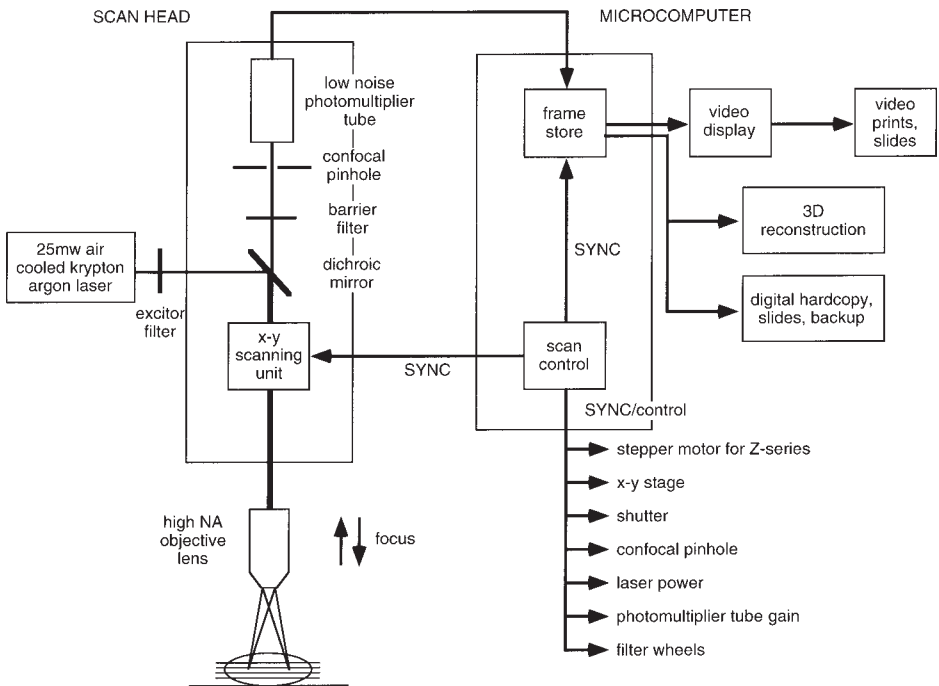 SCAN HEAD
MICROCOMPUTER
low noise
photomultiplier
tube
confocal
pinhole
barrier
filter
dichroic
mirror
25mw air
cooled krypton
argon laser
excitor
filter
x-y
scanning
unit
SYNC
high NA
objective
lens
focus
frame
store
video
display
video
prints,
slides
3D
reconstruction
digital hardcopy,
slides, backup
SYNC
scan
control
SYNC/control
stepper motor for Z-series
x-y stage
shutter
confocal pinhole
laser power
photomultiplier tube gain
filter wheels